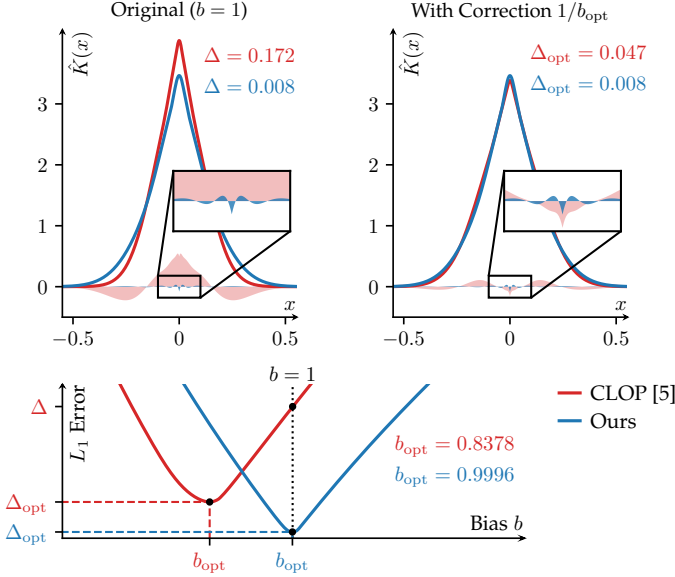 Original (b = 1)
With Correction 1/b_opt
K̂(x)
Δ = 0.172
Δ = 0.008
3
2
1
0
x
−0.5
0
0.5
K̂(x)
Δ_opt = 0.047
Δ_opt = 0.008
3
2
1
0
x
−0.5
0
0.5
b = 1
L₁ Error
Δ
Δ_opt
Δ_opt
b_opt = 0.8378
b_opt = 0.9996
CLOP [5]
Ours
Bias b
b_opt
b_opt